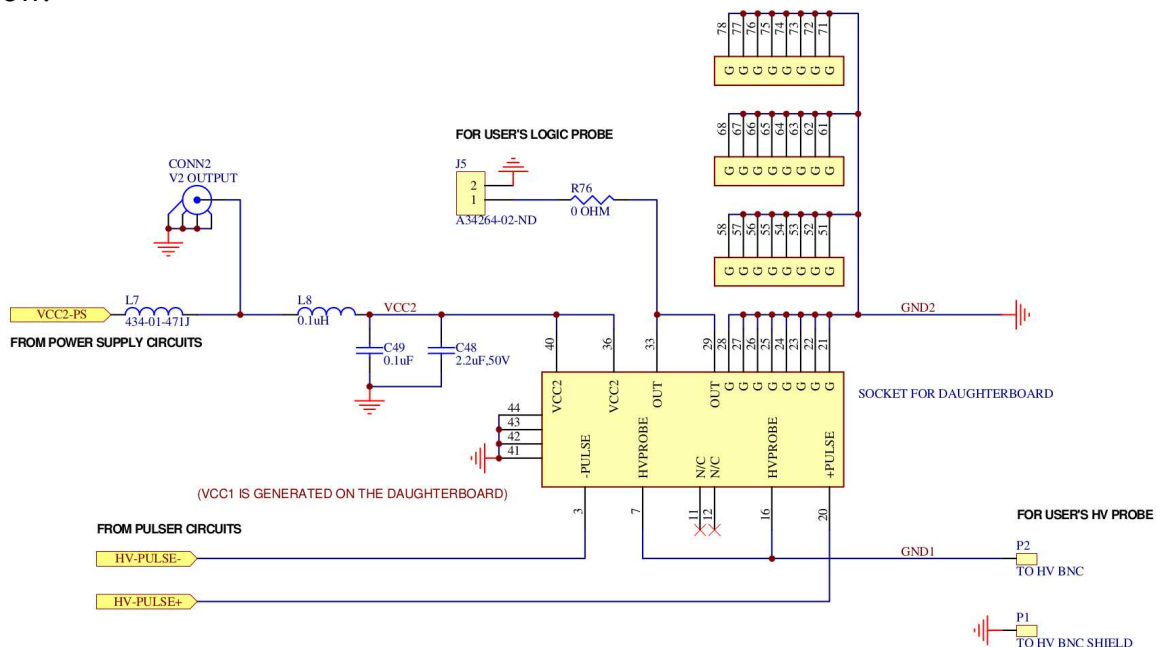 78 77 76 75 74 73 72 71
G G G G G G G G
68 67 66 65 64 63 62 61
G G G G G G G G
58 57 56 55 54 53 52 51
G G G G G G G G
FOR USER'S LOGIC PROBE
J5
2
1
A34264-02-ND
R76
0 OHM
CONN2
V2 OUTPUT
VCC2-PS
L7
434-01-471J
L8
0.1uH
VCC2
GND2
FROM POWER SUPPLY CIRCUITS
C49
0.1uF
C48
2.2uF,50V
40 36 33 29 28 27 26 25 24 23 22 21
VCC2 VCC2 OUT OUT G G G G G G G G
SOCKET FOR DAUGHTERBOARD
44
43
42
41
-PULSE HVPROBE N/C N/C HVPROBE +PULSE
3 7 11 12 16 20
(VCC1 IS GENERATED ON THE DAUGHTERBOARD)
FROM PULSER CIRCUITS
HV-PULSE-
HV-PULSE+
FOR USER'S HV PROBE
GND1
P2
TO HV BNC
P1
TO HV BNC SHIELD